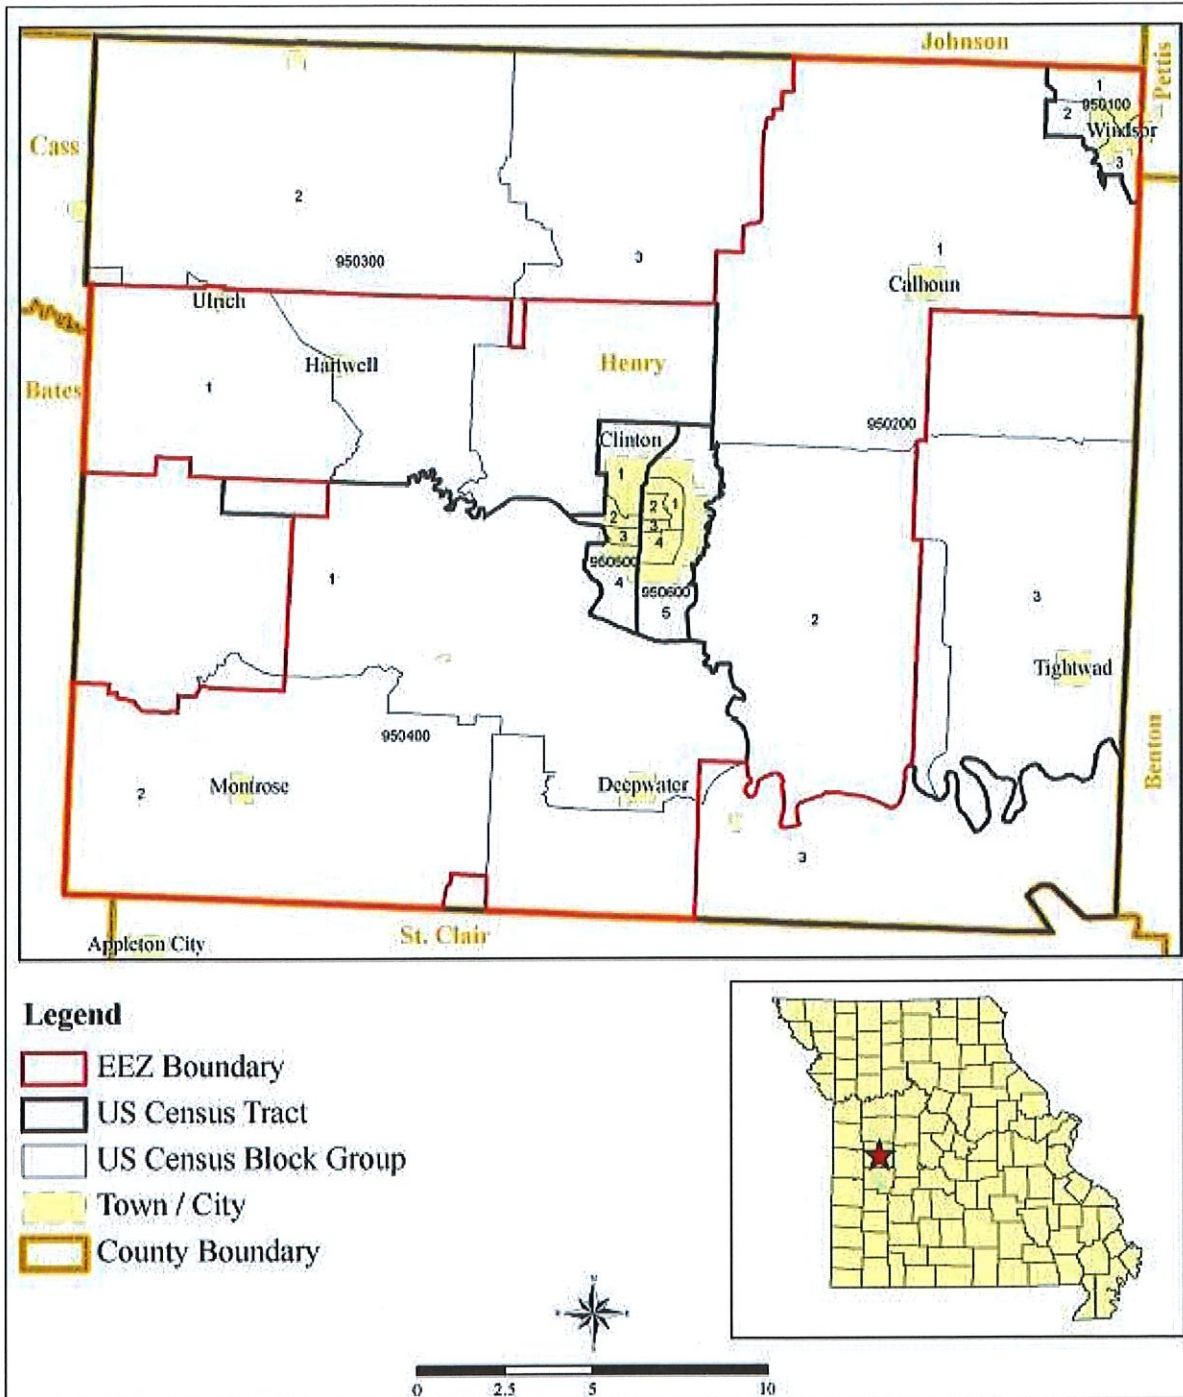 Johnson
Pettis
1
950100
2
Windsor
3
Cass
2
950300
3
1
Calhoun
Ulrich
Hartwell
Henry
Bates
1
950200
Clinton
1
2
1
2
3
3
4
950500
4
950600
5
1
2
3
Tightwad
950400
Montrose
2
Deepwater
3
Benton
St. Clair
Appleton City
Legend
EEZ Boundary
US Census Tract
US Census Block Group
Town / City
County Boundary
0 2.5 5 10